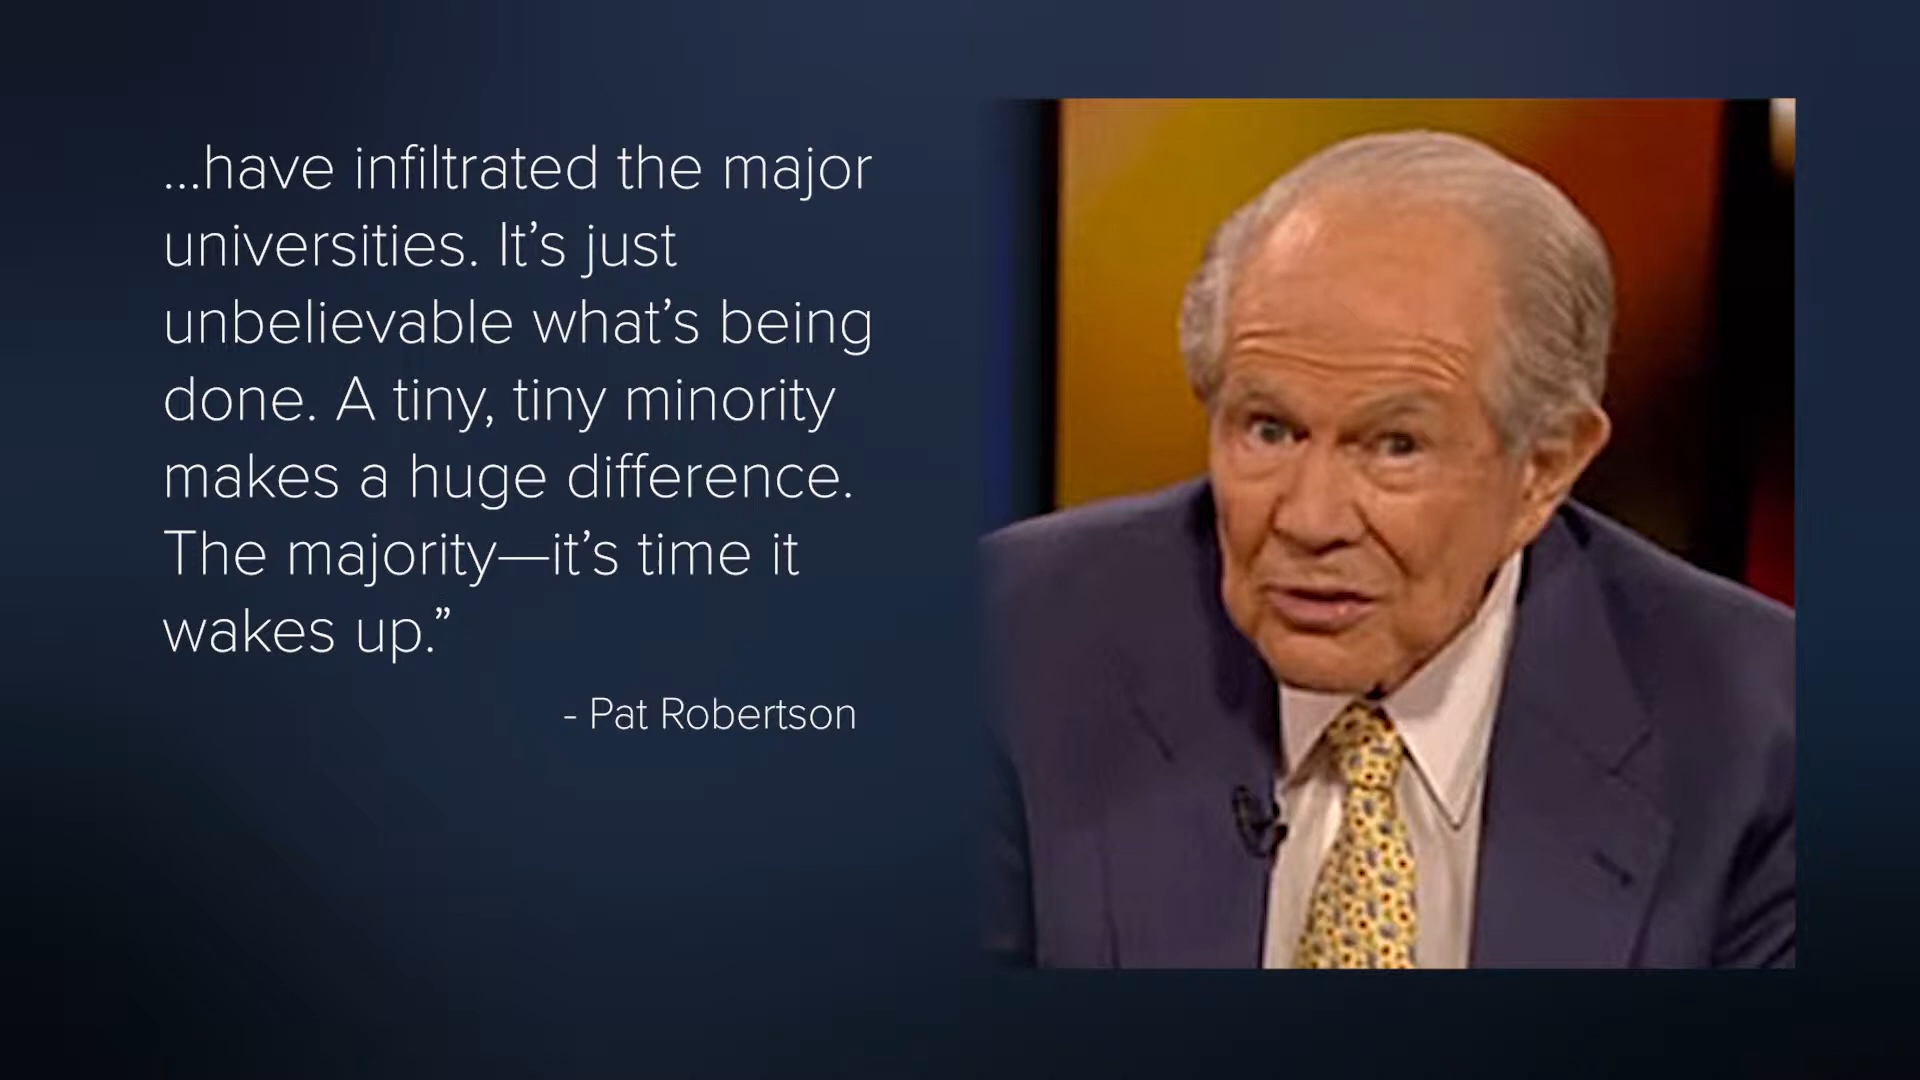 ...have infiltrated the major
universities. It’s just
unbelievable what’s being
done. A tiny, tiny minority
makes a huge difference.
The majority—it’s time it
wakes up.”
- Pat Robertson